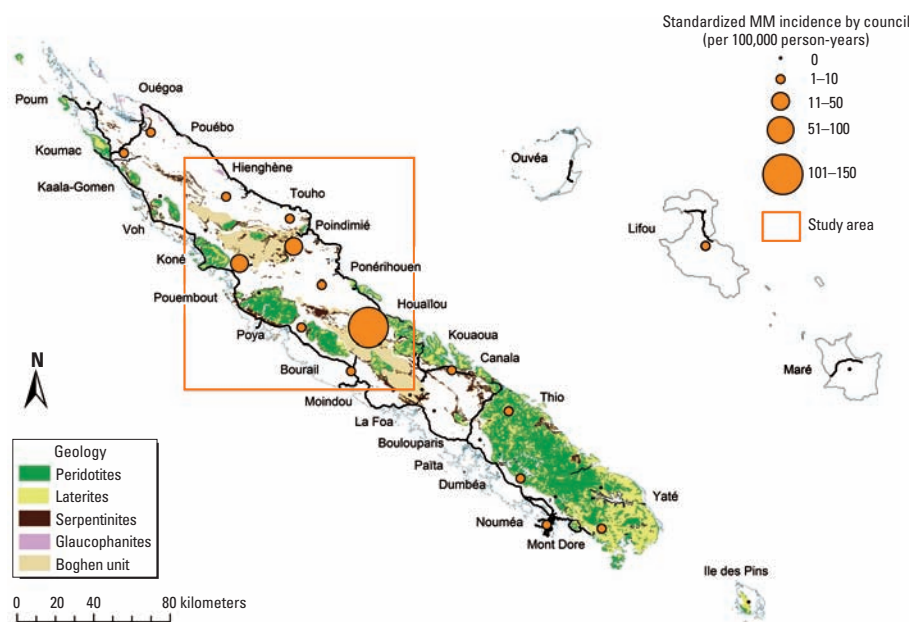 Standardized MM incidence by council
(per 100,000 person-years)
0
1–10
11–50
51–100
101–150
Study area
Ouégoa
Poum
Pouébo
Koumac
Hienghène
Kaala-Gomen
Touho
Ouvéa
Lifou
Voh
Poindimié
Koné
Ponérihouen
Pouembout
Houaïlou
Poya
Kouaoua
Canala
Maré
N
Bourail
Moindou
Thio
La Foa
Boulouparis
Païta
Dumbéa
Yaté
Nouméa
Mont Dore
Ile des Pins
Geology
Peridotites
Laterites
Serpentinites
Glaucophanites
Boghen unit
0 20 40 80 kilometers